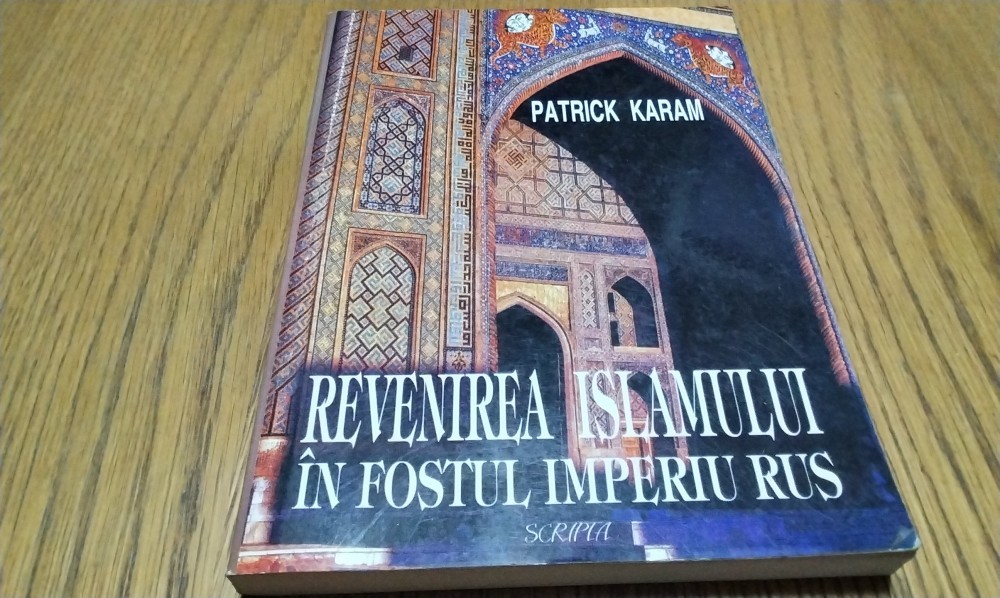 PATRICK KARAM
REVENIREA ISLAMULUI
ÎN FOSTUL IMPERIU RUS
SCRIPTA